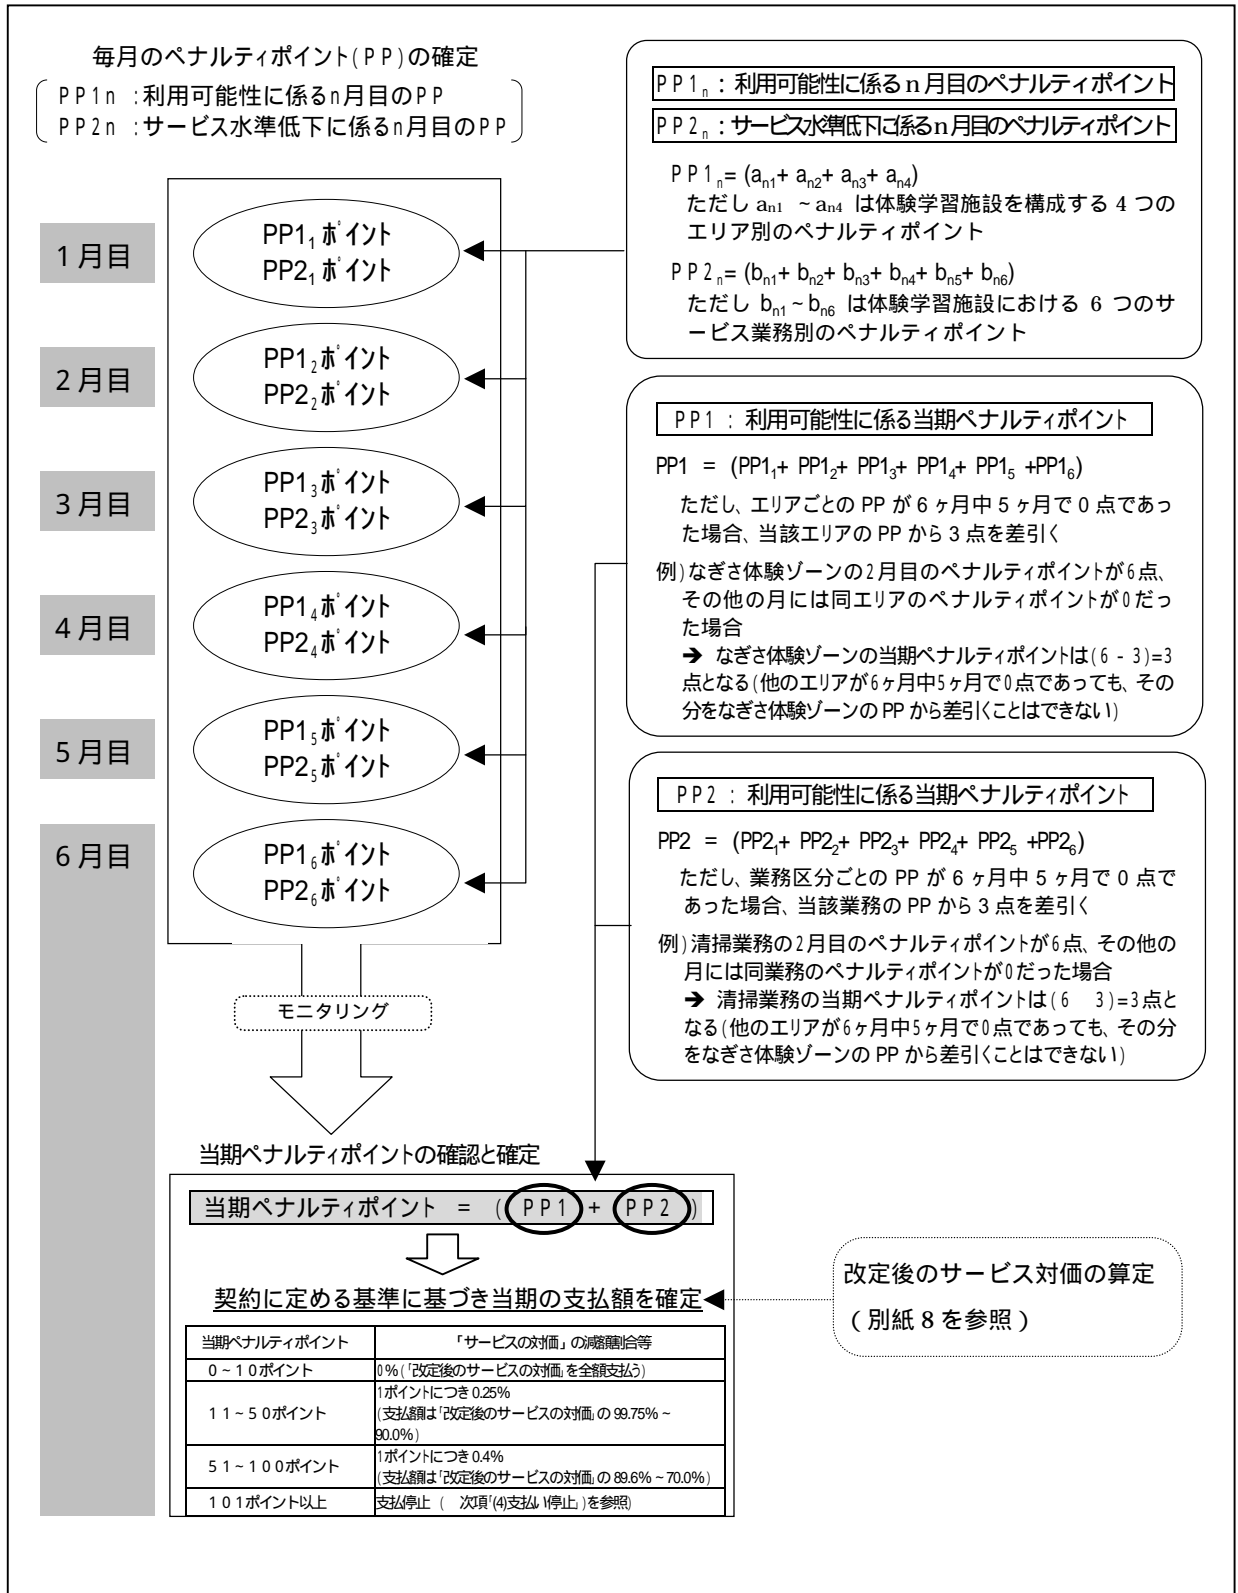 毎月のペナルティポイント(PP)の確定
PP1n :利用可能性に係るn月目のPP
PP2n :サービス水準低下に係るn月目のPP
1月目
PP1₁ポイント
PP2₁ポイント
2月目
PP1₂ポイント
PP2₂ポイント
3月目
PP1₃ポイント
PP2₃ポイント
4月目
PP1₄ポイント
PP2₄ポイント
5月目
PP1₅ポイント
PP2₅ポイント
6月目
PP1₆ポイント
PP2₆ポイント
モニタリング
PP1ₙ:利用可能性に係るn月目のペナルティポイント
PP2ₙ:サービス水準低下に係るn月目のペナルティポイント
PP1ₙ= (aₙ₁+ aₙ₂+ aₙ₃+ aₙ₄)
ただし aₙ₁ ~aₙ₄ は体験学習施設を構成する4つの
エリア別のペナルティポイント
PP2ₙ= (bₙ₁+ bₙ₂+ bₙ₃+ bₙ₄+ bₙ₅+ bₙ₆)
ただし bₙ₁~bₙ₆ は体験学習施設における 6 つのサ
ービス業務別のペナルティポイント
PP1 : 利用可能性に係る当期ペナルティポイント
PP1 = (PP1₁+ PP1₂+ PP1₃+ PP1₄+ PP1₅ +PP1₆)
ただし、エリアごとの PP が 6 ヶ月中 5 ヶ月で 0 点であっ
た場合、当該エリアの PP から 3 点を差引く
例)なぎさ体験ゾーンの2月目のペナルティポイントが6点、
その他の月には同エリアのペナルティポイントが0だっ
た場合
➔ なぎさ体験ゾーンの当期ペナルティポイントは(6 - 3)=3
点となる(他のエリアが6ヶ月中5ヶ月で0点であっても、その
分をなぎさ体験ゾーンの PP から差引くことはできない)
PP2 : 利用可能性に係る当期ペナルティポイント
PP2 = (PP2₁+ PP2₂+ PP2₃+ PP2₄+ PP2₅ +PP2₆)
ただし、業務区分ごとの PP が 6 ヶ月中 5 ヶ月で 0 点で
あった場合、当該業務の PP から 3 点を差引く
例)清掃業務の2月目のペナルティポイントが6点、その他の
月には同業務のペナルティポイントが0だった場合
➔ 清掃業務の当期ペナルティポイントは(6 3)=3点と
なる(他のエリアが6ヶ月中5ヶ月で0点であっても、その分
をなぎさ体験ゾーンの PP から差引くことはできない)
当期ペナルティポイントの確認と確定
当期ペナルティポイント = ( PP1 + PP2 )
契約に定める基準に基づき当期の支払額を確定
改定後のサービス対価の算定
(別紙8を参照)
当期ペナルティポイント 「サービスの対価」の減額割合等
0~10ポイント 0%(「改定後のサービスの対価」を全額支払う)
11~50ポイント 1ポイントにつき0.25%
(支払額は「改定後のサービスの対価」の 99.75%~
90.0%)
51~100ポイント 1ポイントにつき0.4%
(支払額は「改定後のサービスの対価」の 89.6%~70.0%)
101ポイント以上 支払停止 ( 次項「(4)支払い停止」)を参照)